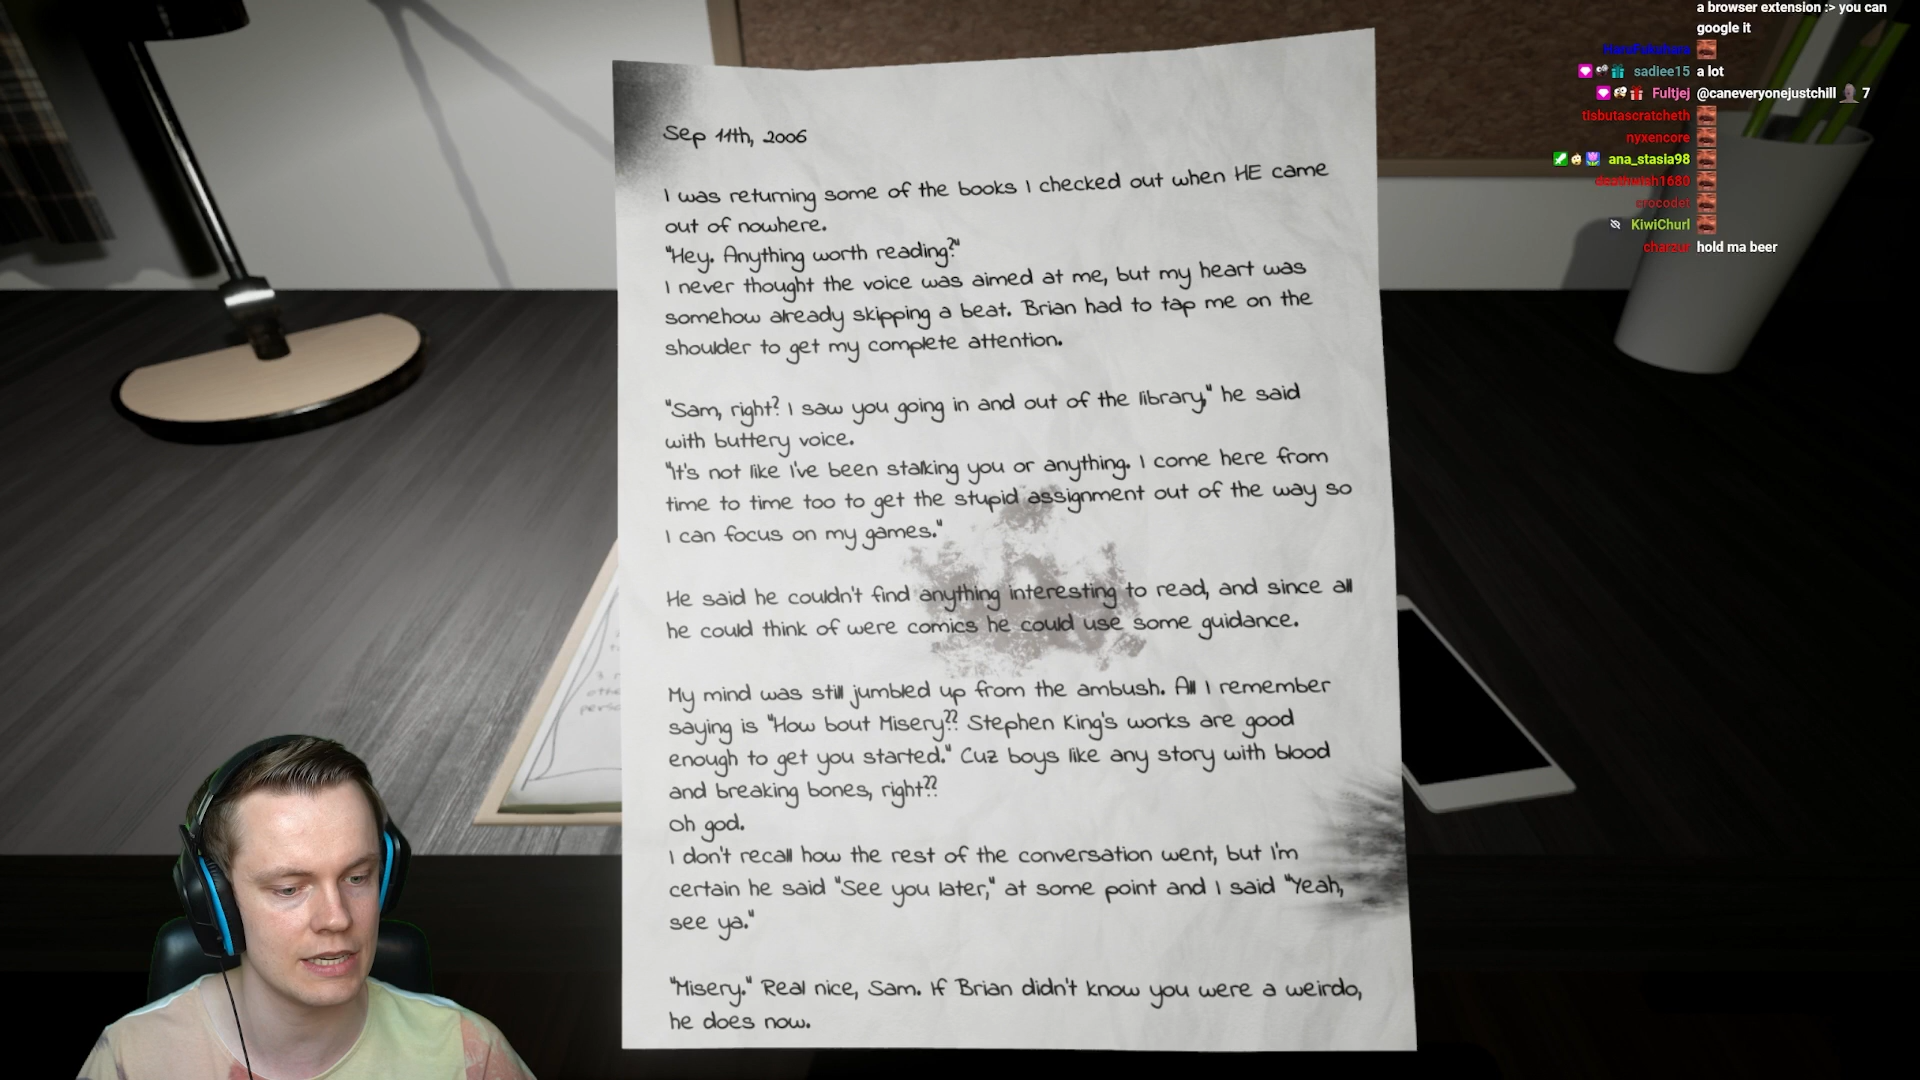 a browser extension :> you can
google it
sadlee15 a lot
Fultjej @caneveryonejustchill 7
tisbutascratcheth
nyxencore
ana_stasia98
deathwish1680
crocodet
KiwiChurl
charzur hold ma beer
Sep 11th, 2006
I was returning some of the books I checked out when HE came
out of nowhere.
"Hey. Anything worth reading?"
I never thought the voice was aimed at me, but my heart was
somehow already skipping a beat. Brian had to tap me on the
shoulder to get my complete attention.
"Sam, right? I saw you going in and out of the library," he said
with buttery voice.
"It's not like I've been stalking you or anything. I come here from
time to time too to get the stupid assignment out of the way so
I can focus on my games."
He said he couldn't find anything interesting to read, and since all
he could think of were comics he could use some guidance.
My mind was still jumbled up from the ambush. All I remember
saying is "How bout Misery?? Stephen King's works are good
enough to get you started." Cuz boys like any story with blood
and breaking bones, right??
Oh god.
I don't recall how the rest of the conversation went, but I'm
certain he said "See you later," at some point and I said "Yeah,
see ya."
"Misery." Real nice, Sam. If Brian didn't know you were a weirdo,
he does now.